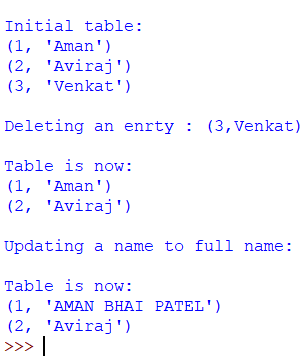 Initial table:
(1, 'Aman')
(2, 'Aviraj')
(3, 'Venkat')
Deleting an enrty : (3,Venkat)
Table is now:
(1, 'Aman')
(2, 'Aviraj')
Updating a name to full name:
Table is now:
(1, 'AMAN BHAI PATEL')
(2, 'Aviraj')
>>>